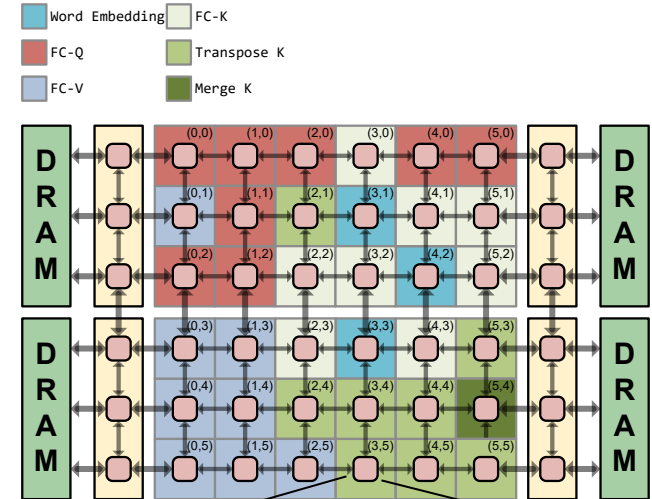 Word Embedding FC-K
FC-Q Transpose K
FC-V Merge K
DRAM (0,0) (1,0) (2,0) (3,0) (4,0) (5,0) DRAM
(0,1) (1,1) (2,1) (3,1) (4,1) (5,1)
(0,2) (1,2) (2,2) (3,2) (4,2) (5,2)
DRAM (0,3) (1,3) (2,3) (3,3) (4,3) (5,3) DRAM
(0,4) (1,4) (2,4) (3,4) (4,4) (5,4)
(0,5) (1,5) (2,5) (3,5) (4,5) (5,5)